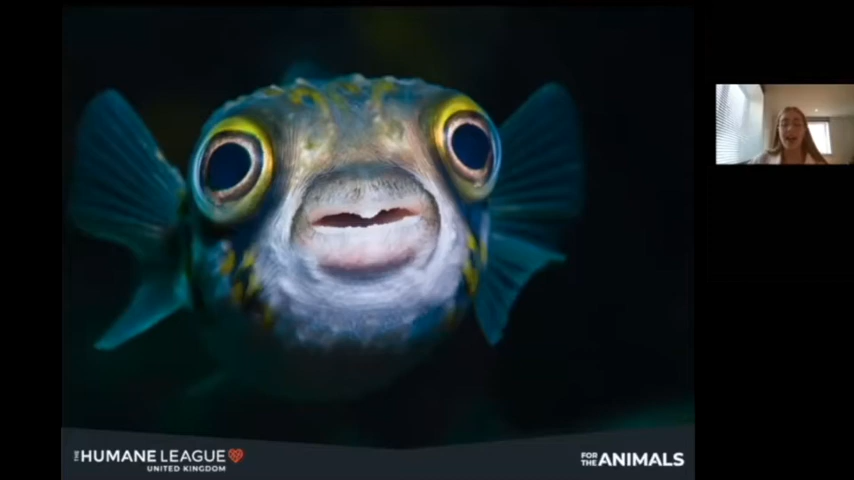 THE HUMANE LEAGUE
UNITED KINGDOM
FOR THE ANIMALS